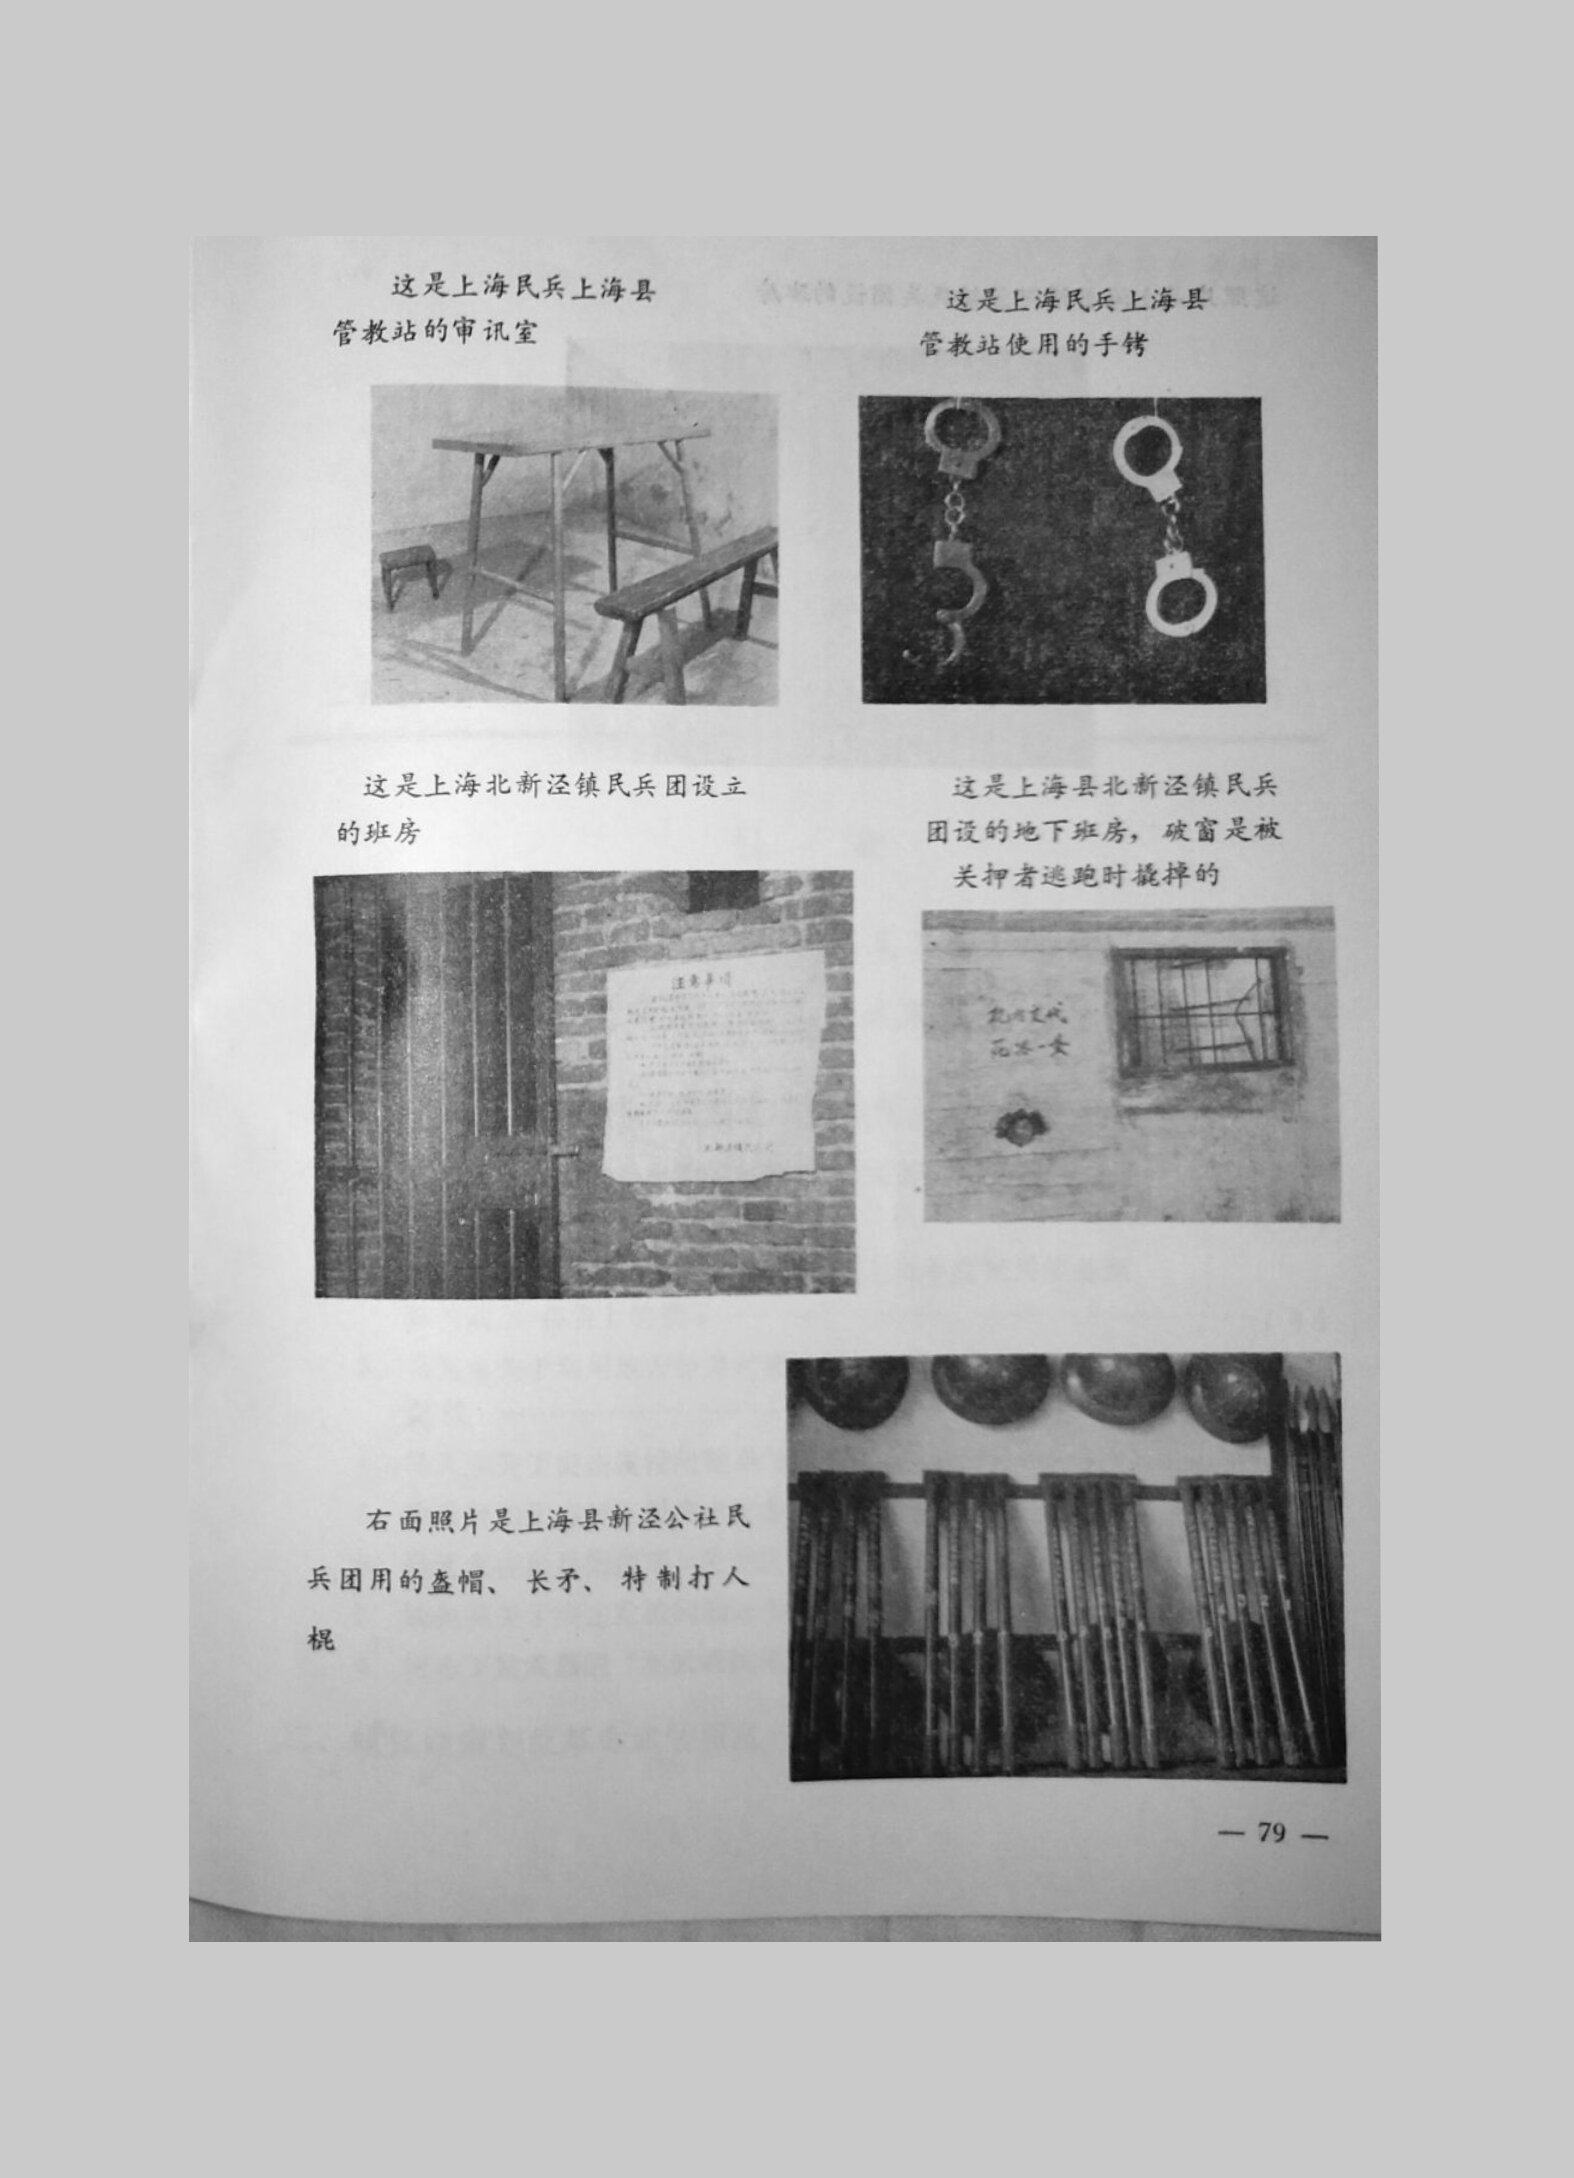 这是上海民兵上海县
管教站的审讯室
这是上海民兵上海县
管教站使用的手铐
这是上海北新泾镇民兵团设立
的班房
这是上海县北新泾镇民兵
团设的地下班房，破窗是被
关押者逃跑时撬掉的
注意事项
右面照片是上海县新泾公社民
兵团用的盔帽、长矛、特制打人
棍
— 79 —